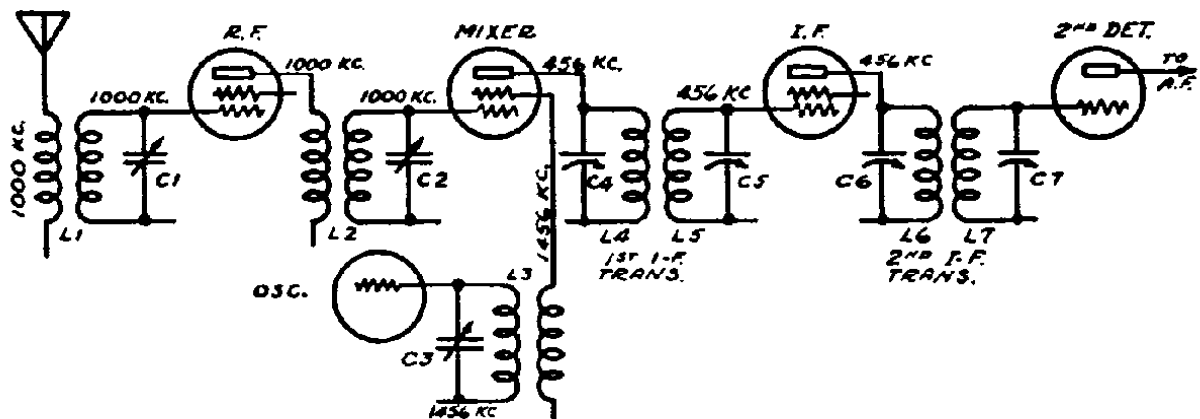 R.F.
MIXER
I.F.
2ND DET.
1000 KC.
1000 KC.
1000 KC.
456 KC.
456 KC
456 KC
TO
A.F.
1000 KC.
C1
C2
C4
C5
C6
C7
L1
L2
1456 KC.
L4
L5
L6
L7
1ST I-F.
TRANS.
2ND I.F.
TRANS.
OSC.
L3
C3
1456 KC